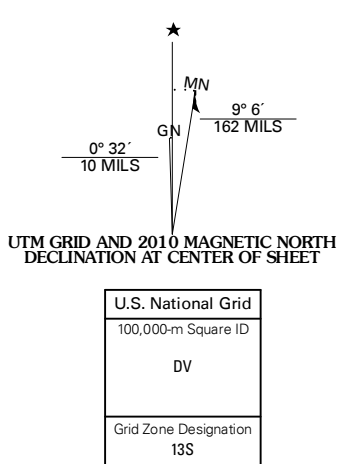 MN
9° 6´
162 MILS
GN
0° 32´
10 MILS
UTM GRID AND 2010 MAGNETIC NORTH
DECLINATION AT CENTER OF SHEET
U.S. National Grid
100,000-m Square ID
DV
Grid Zone Designation
13S